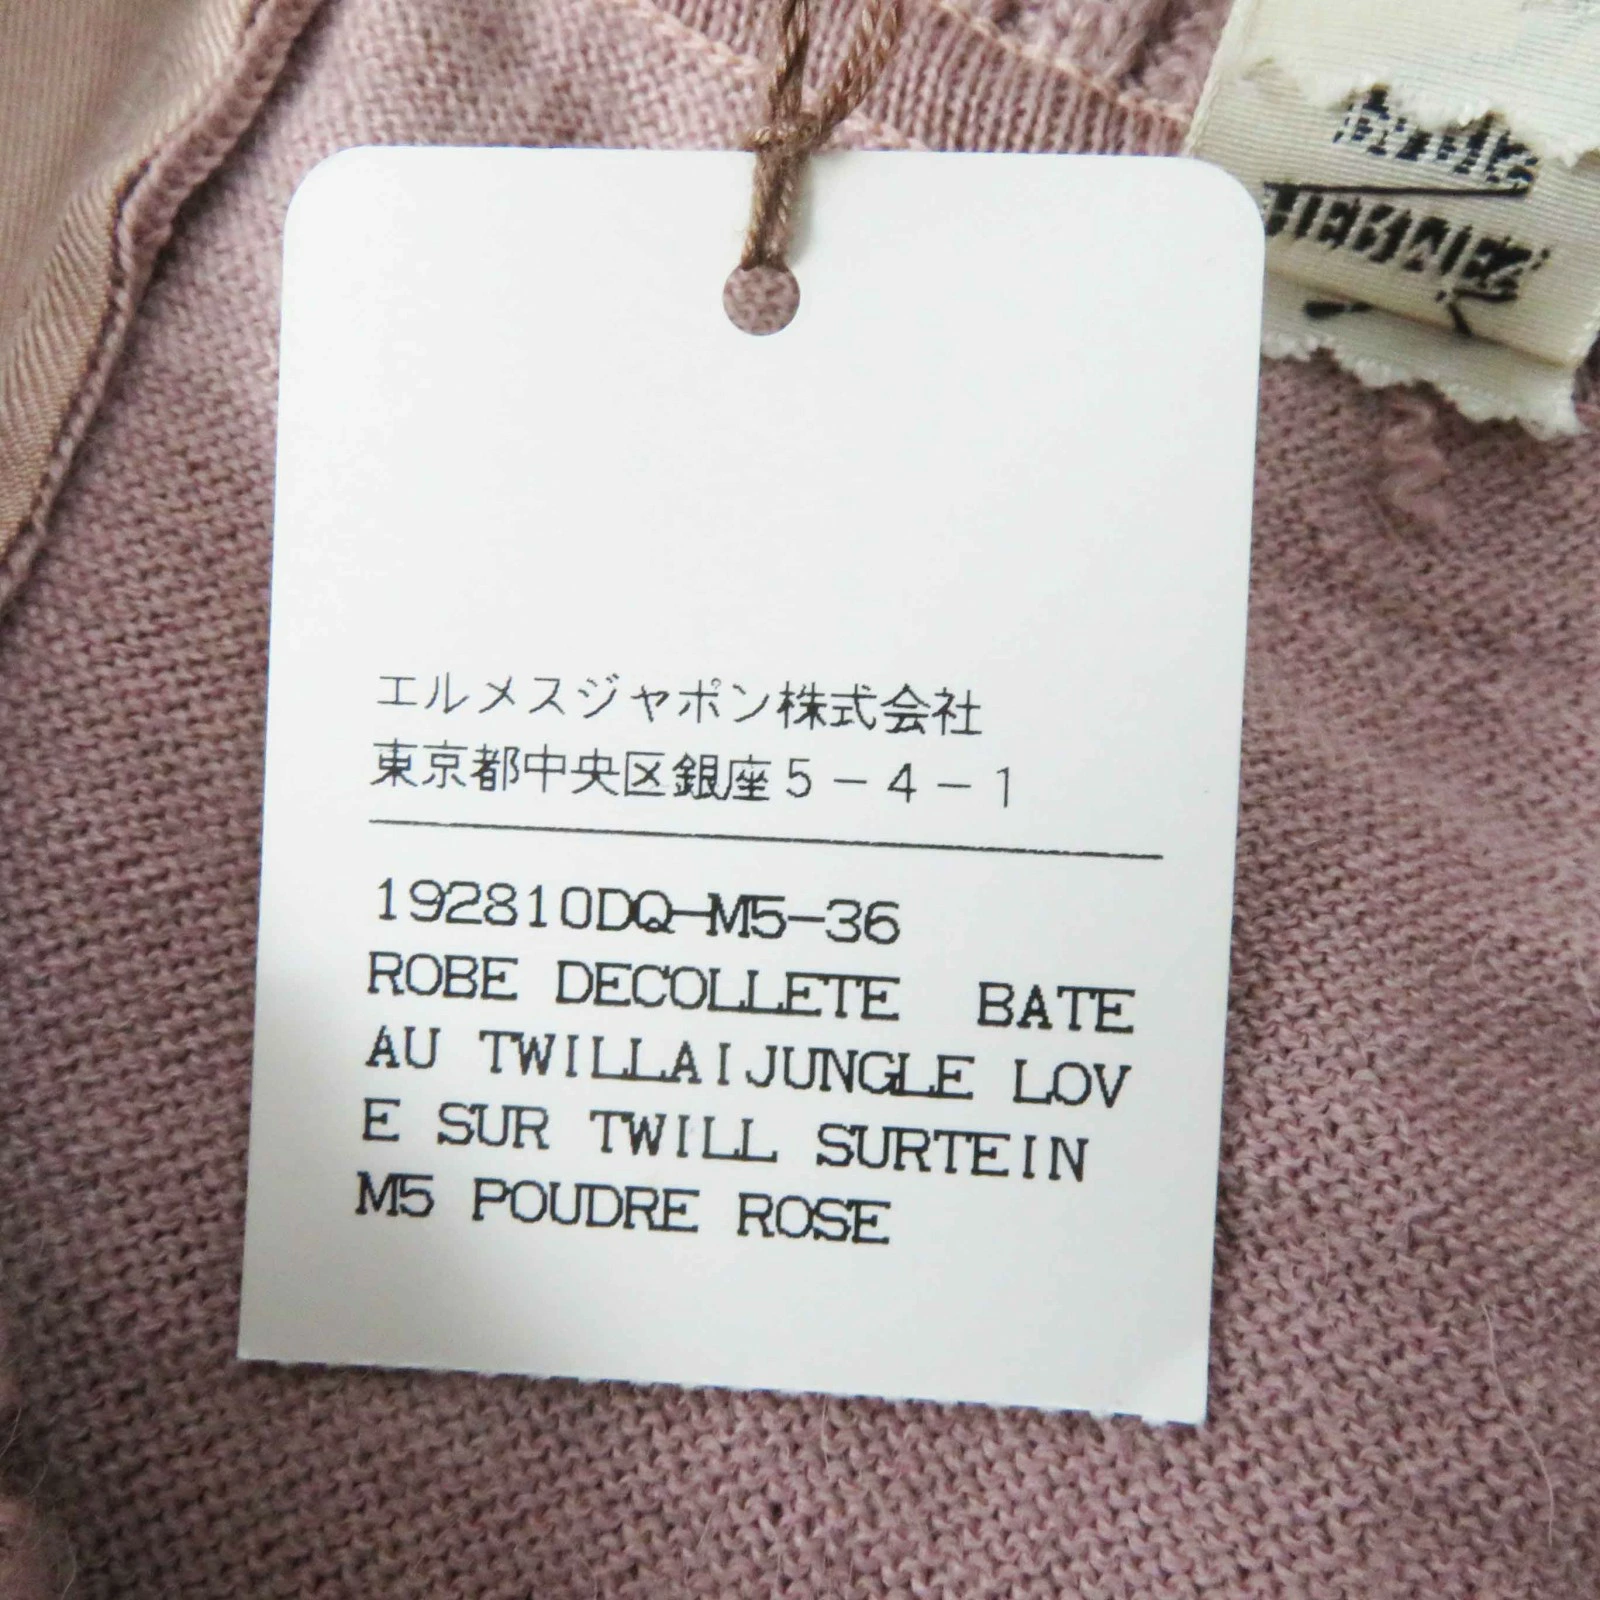 エルメスジャポン株式会社
東京都中央区銀座5-4-1
192810DQ-M5-36
ROBE DECOLLETE  BATE
AU TWILLAIJUNGLE LOV
E SUR TWILL SURTEIN
M5 POUDRE ROSE